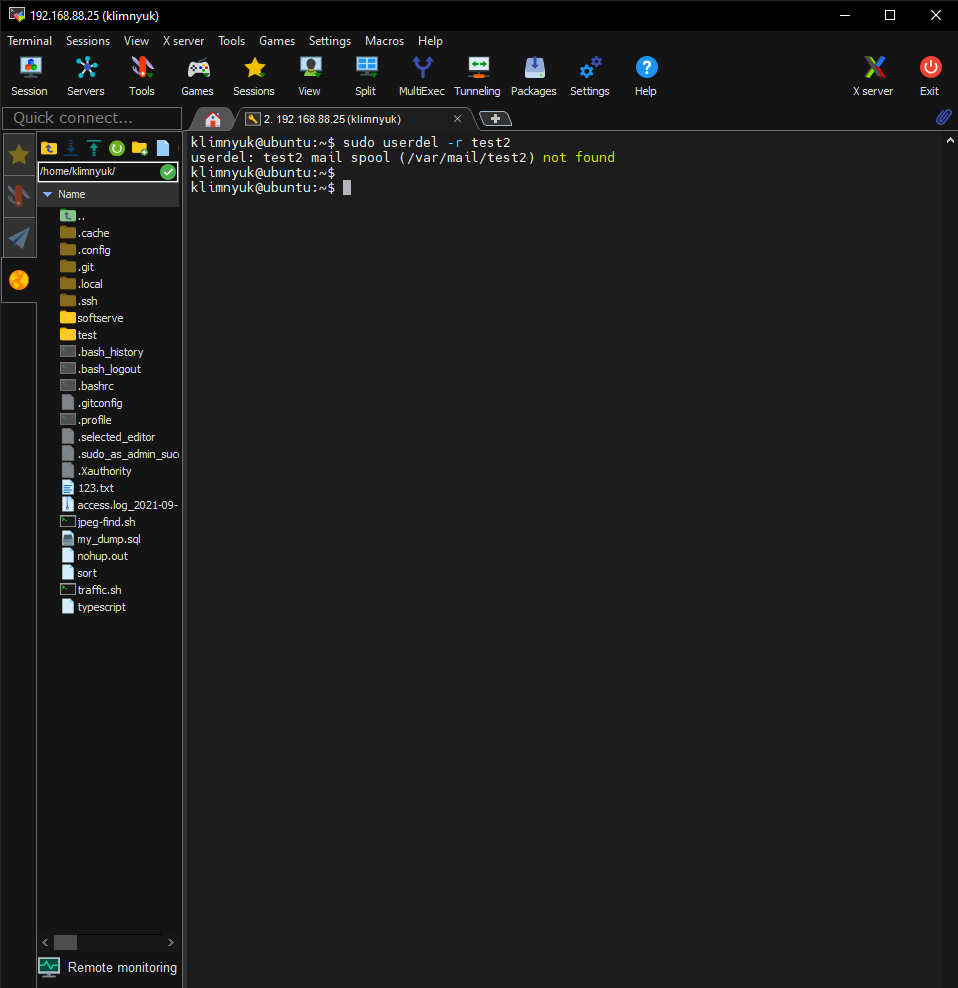 192.168.88.25 (klimnyuk)
Terminal Sessions View X server Tools Games Settings Macros Help
Session Servers Tools Games Sessions View Split MultiExec Tunneling Packages Settings Help X server Exit
Quick connect...
2. 192.168.88.25 (klimnyuk)
/home/klimnyuk/
Name
..
.cache
.config
.git
.local
.ssh
softserve
test
.bash_history
.bash_logout
.bashrc
.gitconfig
.profile
.selected_editor
.sudo_as_admin_succ
.Xauthority
123.txt
access.log_2021-09-
jpeg-find.sh
my_dump.sql
nohup.out
sort
traffic.sh
typescript
Remote monitoring
klimnyuk@ubuntu:~$ sudo userdel -r test2
userdel: test2 mail spool (/var/mail/test2) not found
klimnyuk@ubuntu:~$
klimnyuk@ubuntu:~$